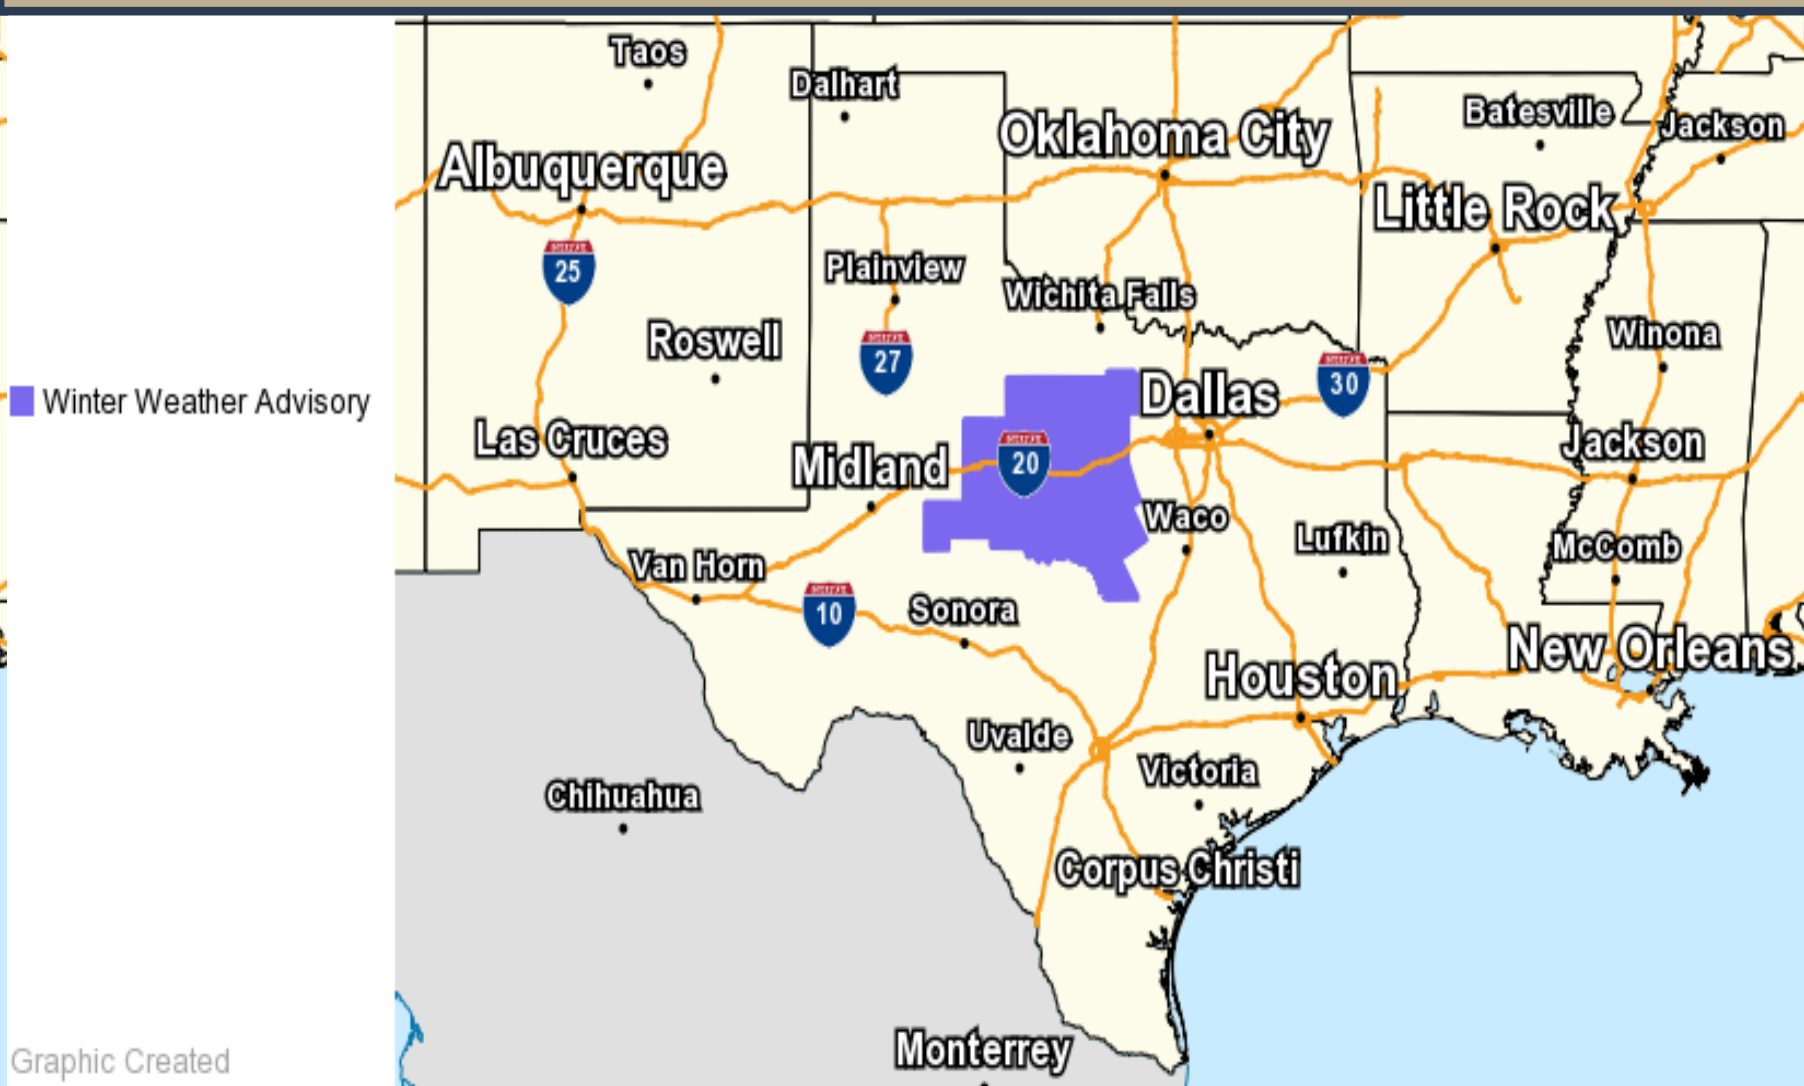 Taos
Dalhart
Oklahoma City
Batesville
Jackson
Albuquerque
Little Rock
25
Plainview
Wichita Falls
Roswell
27
Winona
30
Winter Weather Advisory
Dallas
Las Cruces
Midland
20
Jackson
Waco
Lufkin
McComb
Van Horn
10
Sonora
New Orleans
Houston
Uvalde
Victoria
Chihuahua
Corpus Christi
Monterrey
Graphic Created